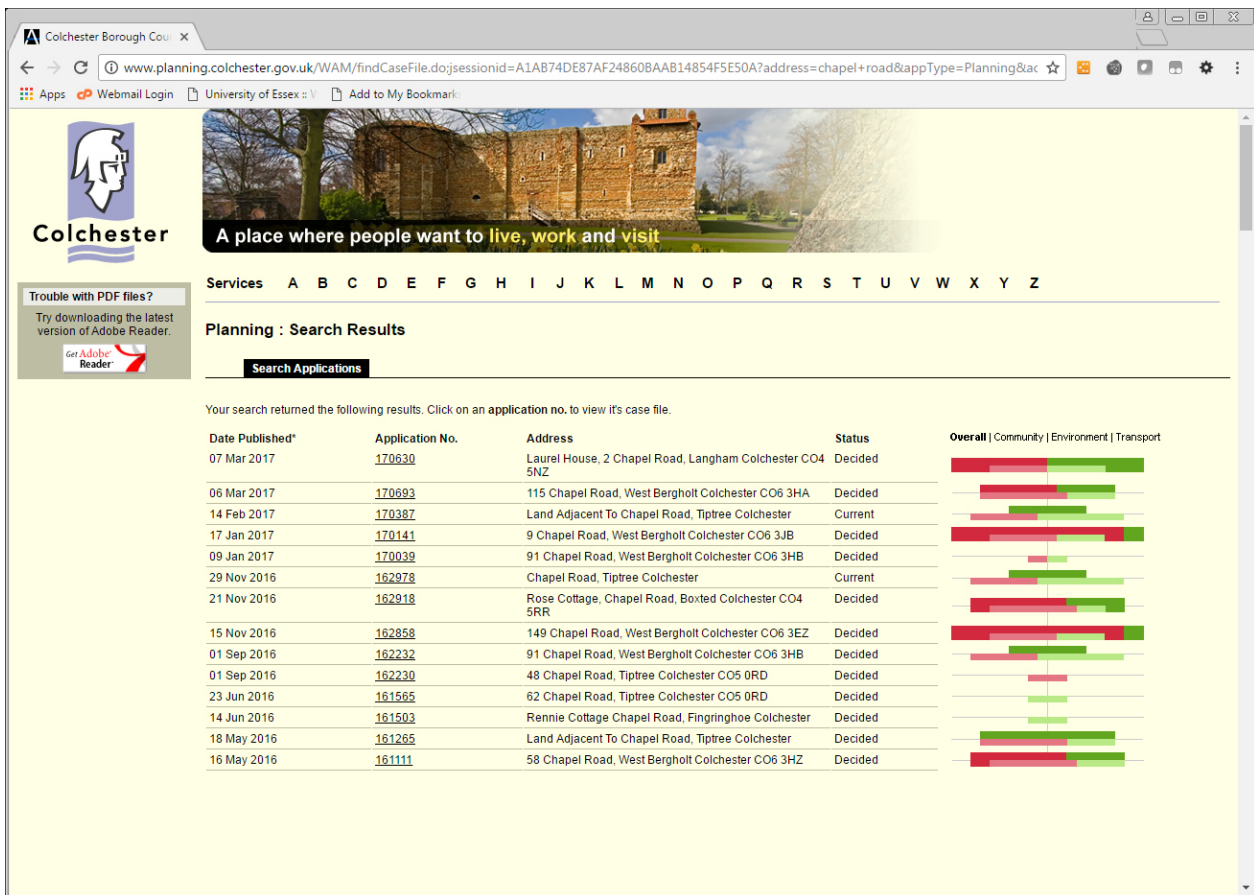 Colchester Borough Cou
www.planning.colchester.gov.uk/WAM/findCaseFile.do;jsessionid=A1AB74DE87AF24860BAAB14854F5E50A?address=chapel+road&appType=Planning&ac
Apps cP Webmail Login University of Essex :: Add to My Bookmark
Colchester
A place where people want to live, work and visit
Trouble with PDF files?
Try downloading the latest
version of Adobe Reader.
Get Adobe
Reader
Services A B C D E F G H I J K L M N O P Q R S T U V W X Y Z
Planning : Search Results
Search Applications
Your search returned the following results. Click on an application no. to view it's case file.
Date Published* Application No. Address Status Overall | Community | Environment | Transport
07 Mar 2017 170630 Laurel House, 2 Chapel Road, Langham Colchester CO4 Decided
5NZ
06 Mar 2017 170693 115 Chapel Road, West Bergholt Colchester CO6 3HA Decided
14 Feb 2017 170387 Land Adjacent To Chapel Road, Tiptree Colchester Current
17 Jan 2017 170141 9 Chapel Road, West Bergholt Colchester CO6 3JB Decided
09 Jan 2017 170039 91 Chapel Road, West Bergholt Colchester CO6 3HB Decided
29 Nov 2016 162978 Chapel Road, Tiptree Colchester Current
21 Nov 2016 162918 Rose Cottage, Chapel Road, Boxted Colchester CO4 Decided
5RR
15 Nov 2016 162858 149 Chapel Road, West Bergholt Colchester CO6 3EZ Decided
01 Sep 2016 162232 91 Chapel Road, West Bergholt Colchester CO6 3HB Decided
01 Sep 2016 162230 48 Chapel Road, Tiptree Colchester CO5 0RD Decided
23 Jun 2016 161565 62 Chapel Road, Tiptree Colchester CO5 0RD Decided
14 Jun 2016 161503 Rennie Cottage Chapel Road, Fingringhoe Colchester Decided
18 May 2016 161265 Land Adjacent To Chapel Road, Tiptree Colchester Decided
16 May 2016 161111 58 Chapel Road, West Bergholt Colchester CO6 3HZ Decided